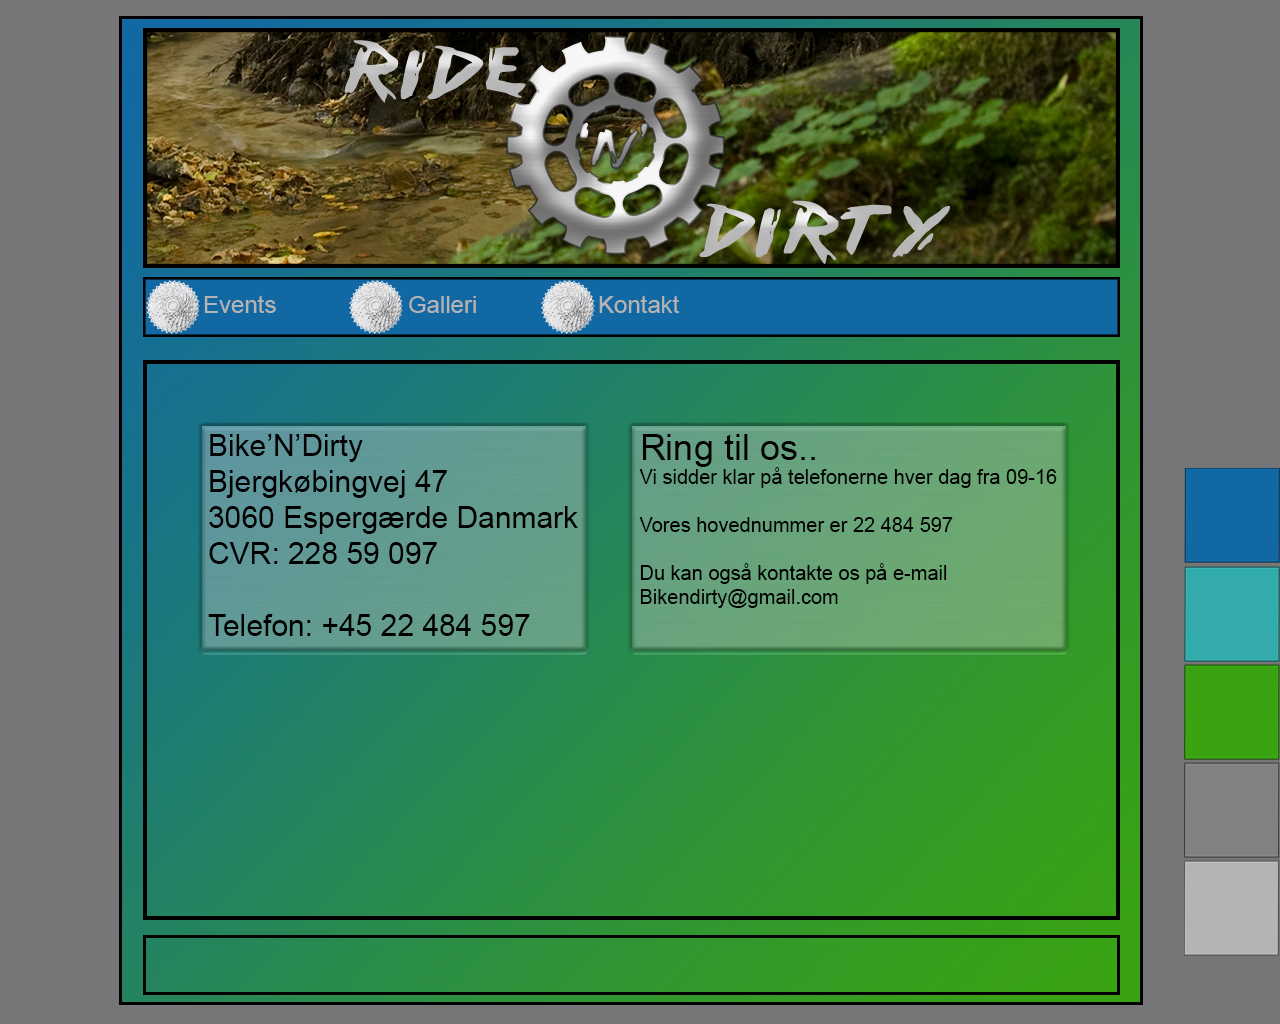 RIDE
'N'
DIRTY
Events
Galleri
Kontakt
Bike’N’Dirty
Bjergkøbingvej 47
3060 Espergærde Danmark
CVR: 228 59 097
Telefon: +45 22 484 597
Ring til os..
Vi sidder klar på telefonerne hver dag fra 09-16
Vores hovednummer er 22 484 597
Du kan også kontakte os på e-mail
Bikendirty@gmail.com